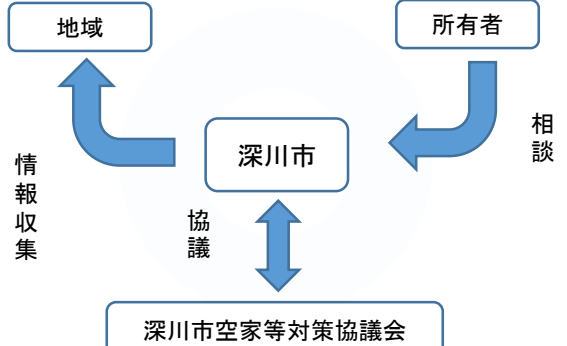 地域
所有者
相談
深川市
情報収集
協議
深川市空家等対策協議会